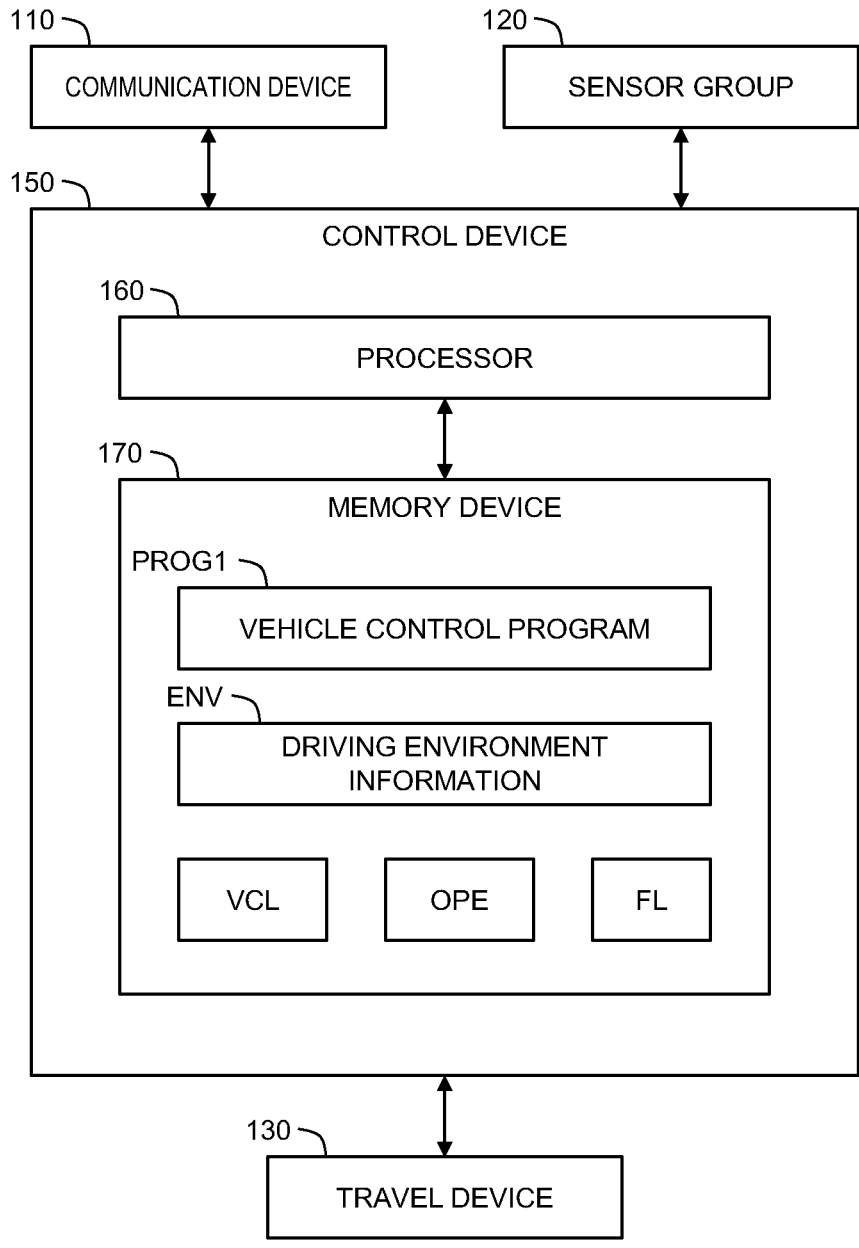 110
120
COMMUNICATION DEVICE
SENSOR GROUP
150
CONTROL DEVICE
160
PROCESSOR
170
MEMORY DEVICE
PROG1
VEHICLE CONTROL PROGRAM
ENV
DRIVING ENVIRONMENT
INFORMATION
VCL
OPE
FL
130
TRAVEL DEVICE